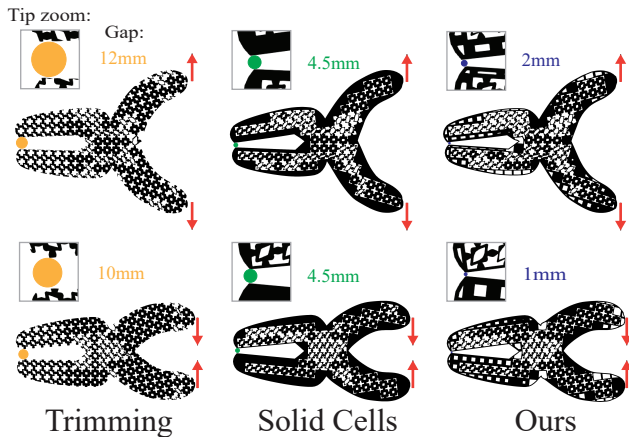 Tip zoom:
Gap:
12mm
4.5mm
2mm
10mm
4.5mm
1mm
Trimming
Solid Cells
Ours